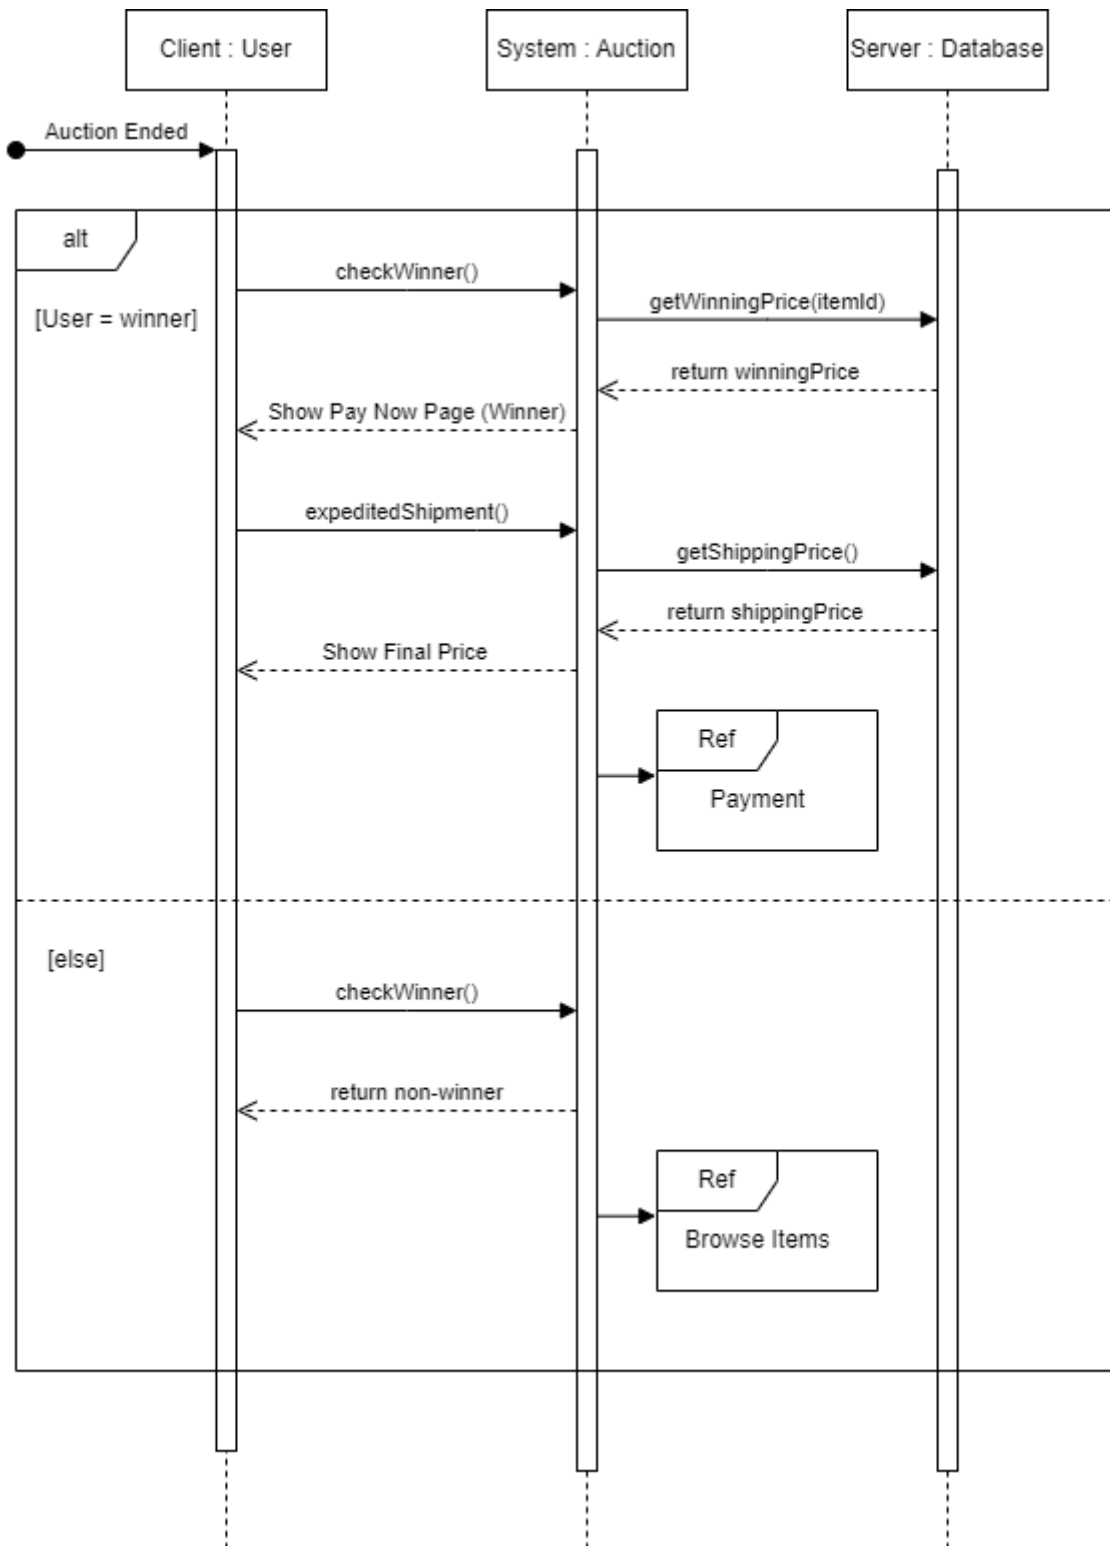 Client : User
System : Auction
Server : Database
Auction Ended
alt
checkWinner()
[User = winner]
getWinningPrice(itemId)
return winningPrice
Show Pay Now Page (Winner)
expeditedShipment()
getShippingPrice()
return shippingPrice
Show Final Price
Ref
Payment
[else]
checkWinner()
return non-winner
Ref
Browse Items